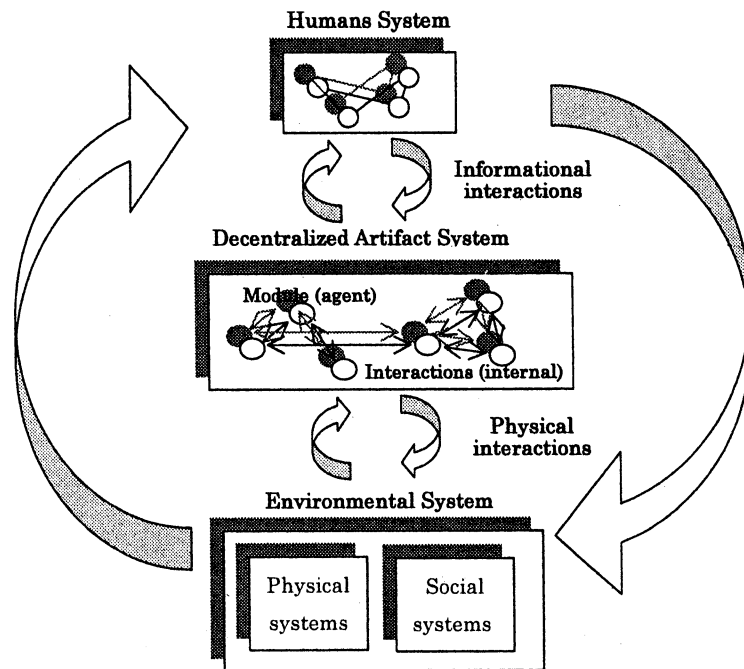 Humans System
Informational
interactions
Decentralized Artifact System
Module (agent)
Interactions (internal)
Physical
interactions
Environmental System
Physical
systems
Social
systems